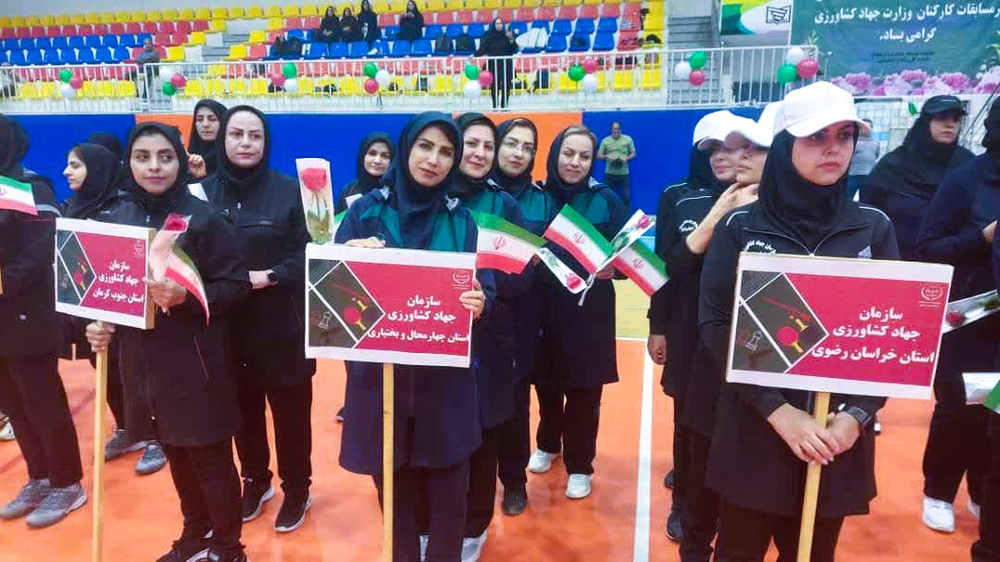 مسابقات کارکنان وزارت جهاد کشاورزی
گرامی باد.
سازمان
جهاد کشاورزی
استان جنوب کرمان
سازمان
جهاد کشاورزی
استان چهارمحال و بختیاری
سازمان
جهاد کشاورزی
استان خراسان رضوی